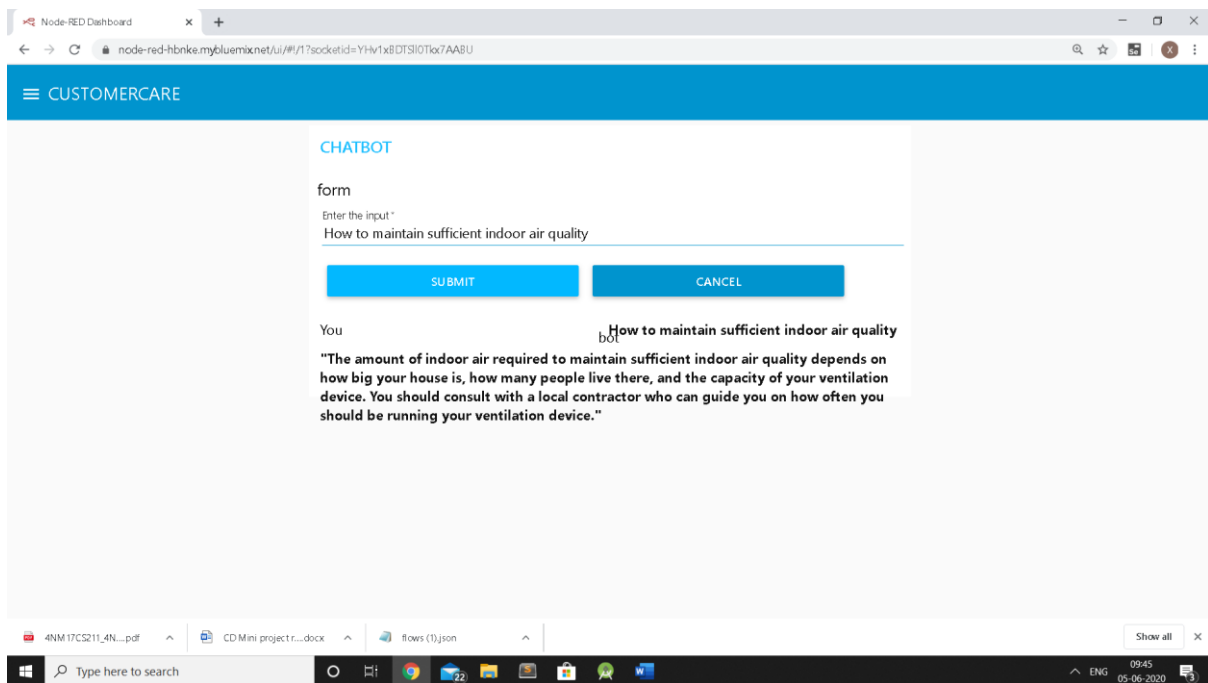 Node-RED Dashboard
node-red-hbnke.mybluemix.net/ui/#!/1?socketid=YHv1xBDTSlI0Tkx7AABU
Se
X
CUSTOMERCARE
CHATBOT
form
Enter the input *
How to maintain sufficient indoor air quality
SUBMIT CANCEL
You How to maintain sufficient indoor air quality
bot
"The amount of indoor air required to maintain sufficient indoor air quality depends on
how big your house is, how many people live there, and the capacity of your ventilation
device. You should consult with a local contractor who can guide you on how often you
should be running your ventilation device."
4NM17CS211_4N....pdf CD Mini project r....docx flows (1).json Show all
Type here to search 22 ENG 09:45
05-06-2020 3